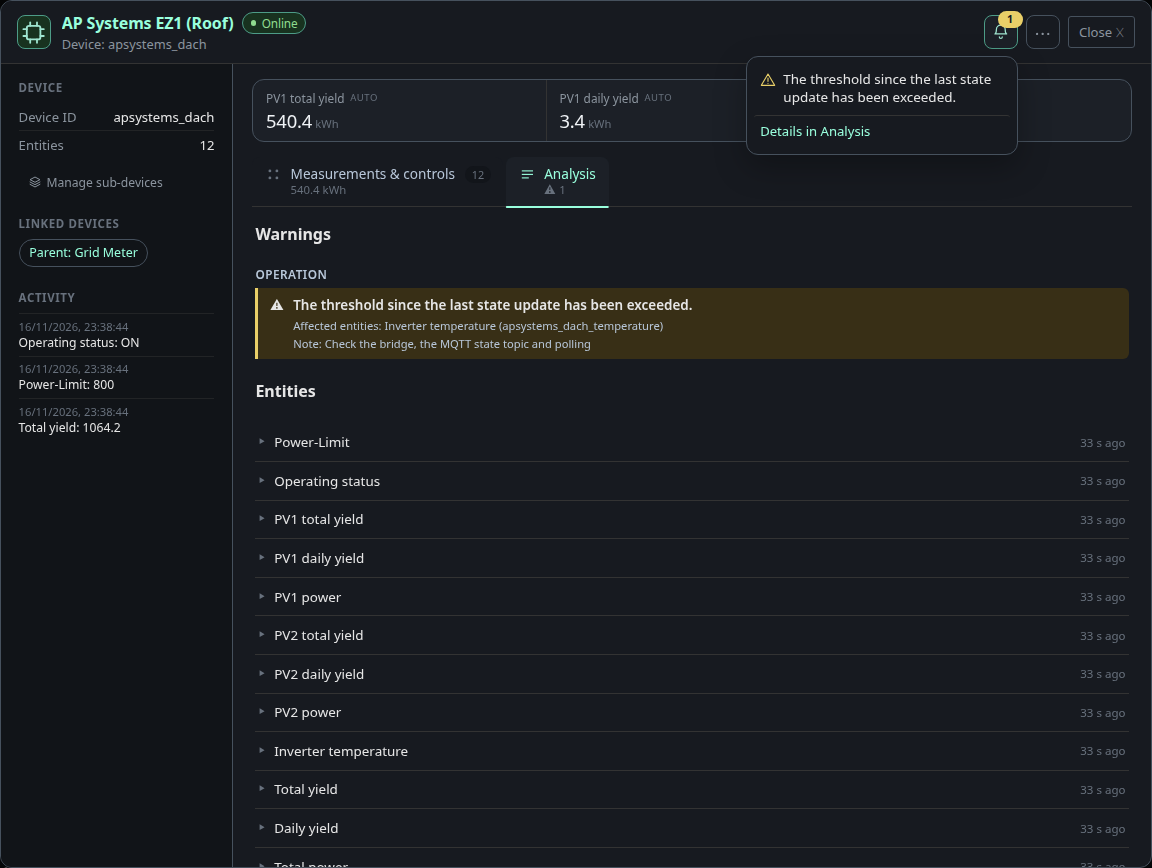 AP Systems EZ1 (Roof)
Online
Device: apsystems_dach
1
Close X
The threshold since the last state
update has been exceeded.
Details in Analysis
DEVICE
Device ID apsystems_dach
Entities 12
Manage sub-devices
LINKED DEVICES
Parent: Grid Meter
ACTIVITY
16/11/2026, 23:38:44
Operating status: ON
16/11/2026, 23:38:44
Power-Limit: 800
16/11/2026, 23:38:44
Total yield: 1064.2
PV1 total yield AUTO
540.4 kWh
PV1 daily yield AUTO
3.4 kWh
Measurements & controls 12
540.4 kWh
Analysis
1
Warnings
OPERATION
The threshold since the last state update has been exceeded.
Affected entities: Inverter temperature (apsystems_dach_temperature)
Note: Check the bridge, the MQTT state topic and polling
Entities
Power-Limit 33 s ago
Operating status 33 s ago
PV1 total yield 33 s ago
PV1 daily yield 33 s ago
PV1 power 33 s ago
PV2 total yield 33 s ago
PV2 daily yield 33 s ago
PV2 power 33 s ago
Inverter temperature 33 s ago
Total yield 33 s ago
Daily yield 33 s ago
Total power 33 s ago